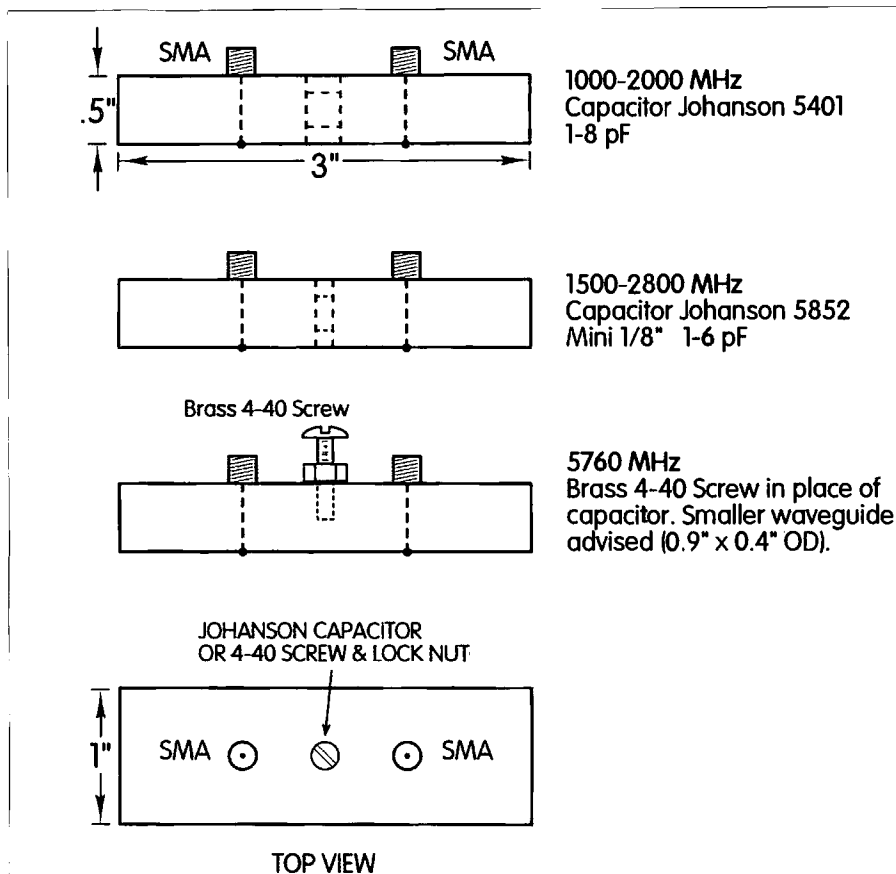 SMA SMA
.5"
3"
1000-2000 MHz
Capacitor Johanson 5401
1-8 pF
1500-2800 MHz
Capacitor Johanson 5852
Mini 1/8" 1-6 pF
Brass 4-40 Screw
5760 MHz
Brass 4-40 Screw in place of
capacitor. Smaller waveguide
advised (0.9" x 0.4" OD).
JOHANSON CAPACITOR
OR 4-40 SCREW & LOCK NUT
1"
SMA SMA
TOP VIEW